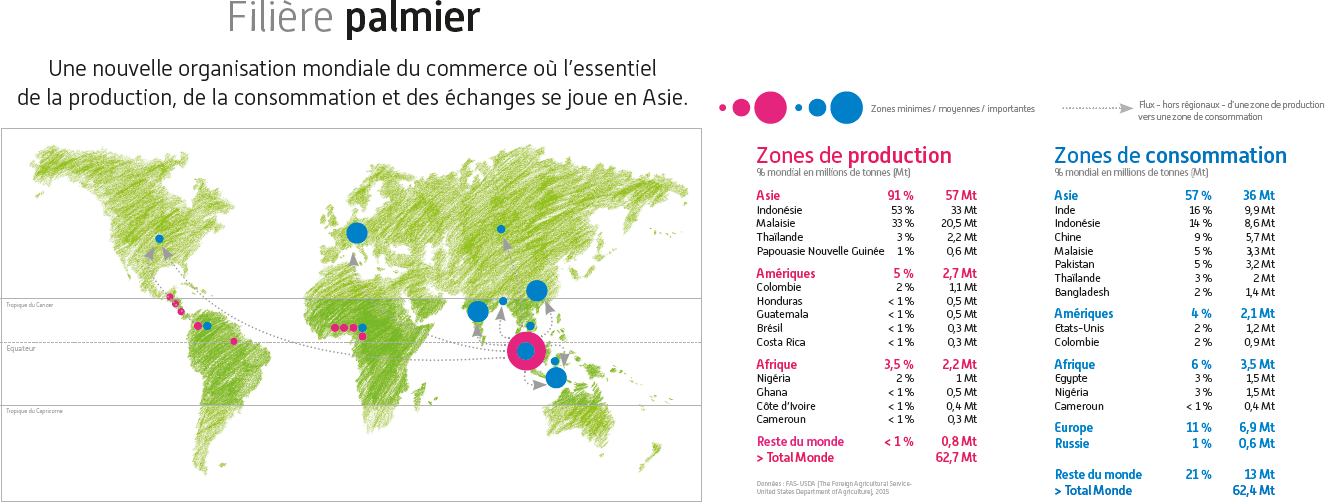 Filière palmier
Une nouvelle organisation mondiale du commerce où l'essentiel
de la production, de la consommation et des échanges se joue en Asie.
Tropique du Cancer
Equateur
Tropique du Capricorne
Zones minimes / moyennes / importantes
Flux - hors régionaux - d'une zone de production
vers une zone de consommation
Zones de production
% mondial en millions de tonnes (Mt)
Asie 91 % 57 Mt
Indonésie 53 % 33 Mt
Malaisie 33 % 20,5 Mt
Thaïlande 3 % 2,2 Mt
Papouasie Nouvelle Guinée 1 % 0,6 Mt
Amériques 5 % 2,7 Mt
Colombie 2 % 1,1 Mt
Honduras < 1 % 0,5 Mt
Guatemala < 1 % 0,5 Mt
Brésil < 1 % 0,3 Mt
Costa Rica < 1 % 0,3 Mt
Afrique 3,5 % 2,2 Mt
Nigéria 2 % 1 Mt
Ghana < 1 % 0,5 Mt
Côte d'Ivoire < 1 % 0,4 Mt
Cameroun < 1 % 0,3 Mt
Reste du monde < 1 % 0,8 Mt
> Total Monde 62,7 Mt
Données : FAS-USDA (The Foreign Agricultural Service-
United States Department of Agriculture), 2015
Zones de consommation
% mondial en millions de tonnes (Mt)
Asie 57 % 36 Mt
Inde 16 % 9,9 Mt
Indonésie 14 % 8,6 Mt
Chine 9 % 5,7 Mt
Malaisie 5 % 3,3 Mt
Pakistan 5 % 3,2 Mt
Thaïlande 3 % 2 Mt
Bangladesh 2 % 1,4 Mt
Amériques 4 % 2,1 Mt
Etats-Unis 2 % 1,2 Mt
Colombie 2 % 0,9 Mt
Afrique 6 % 3,5 Mt
Egypte 3 % 1,5 Mt
Nigéria 3 % 1,5 Mt
Cameroun < 1 % 0,4 Mt
Europe 11 % 6,9 Mt
Russie 1 % 0,6 Mt
Reste du monde 21 % 13 Mt
> Total Monde 62,4 Mt